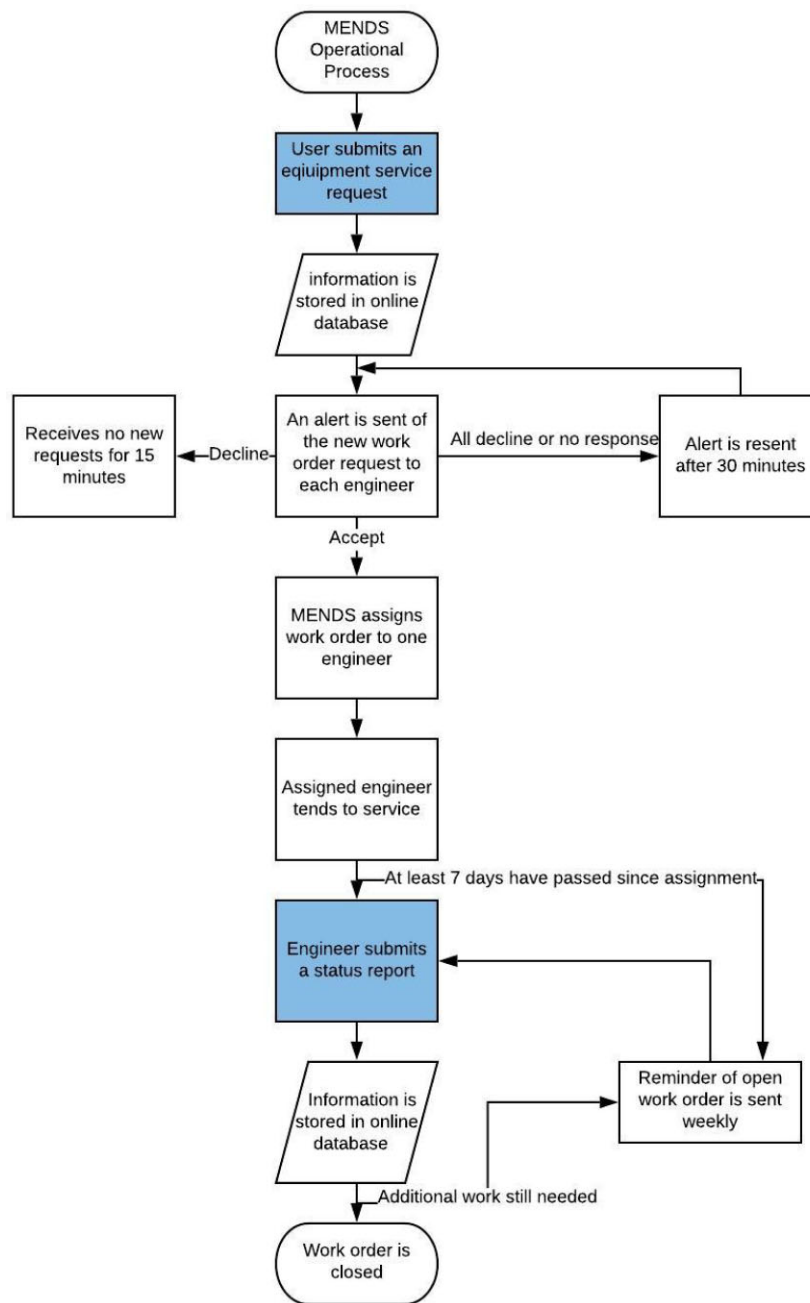 MENDS
Operational
Process
User submits an
eqiuipment service
request
information is
stored in online
database
Receives no new
requests for 15
minutes
Decline
An alert is sent of
the new work
order request to
each engineer
All decline or no response
Alert is resent
after 30 minutes
Accept
MENDS assigns
work order to one
engineer
Assigned engineer
tends to service
At least 7 days have passed since assignment
Engineer submits
a status report
Information is
stored in online
database
Reminder of open
work order is sent
weekly
Additional work still needed
Work order is
closed